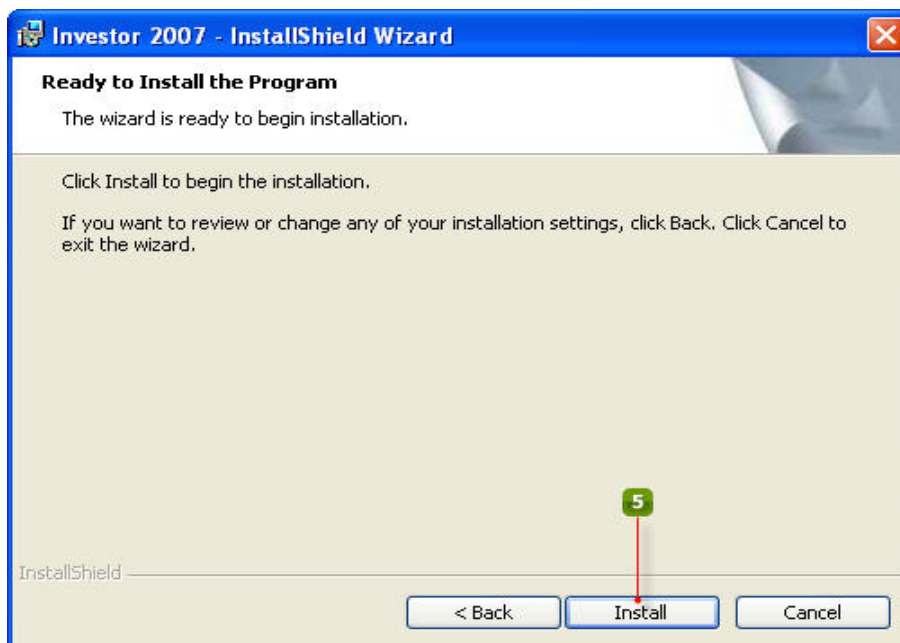 Investor 2007 - InstallShield Wizard
Ready to Install the Program
The wizard is ready to begin installation.
Click Install to begin the installation.
If you want to review or change any of your installation settings, click Back. Click Cancel to
exit the wizard.
5
InstallShield
< Back Install Cancel